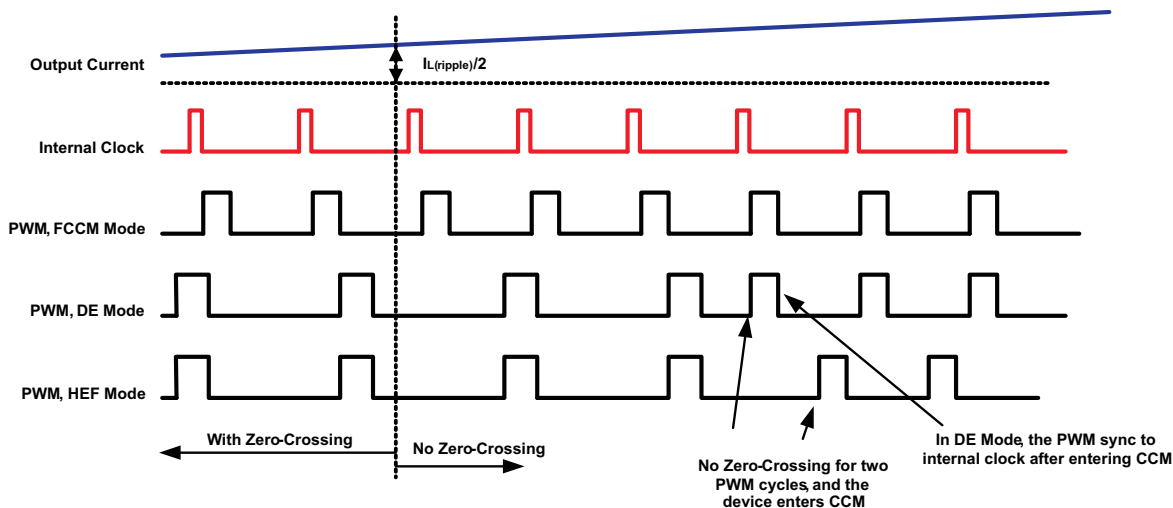 Output Current
IL(ripple)/2
Internal Clock
PWM, FCCM Mode
PWM, DE Mode
PWM, HEF Mode
With Zero-Crossing
No Zero-Crossing
No Zero-Crossing for two
PWM cycles, and the
device enters CCM
In DE Mode, the PWM sync to
internal clock after entering CCM